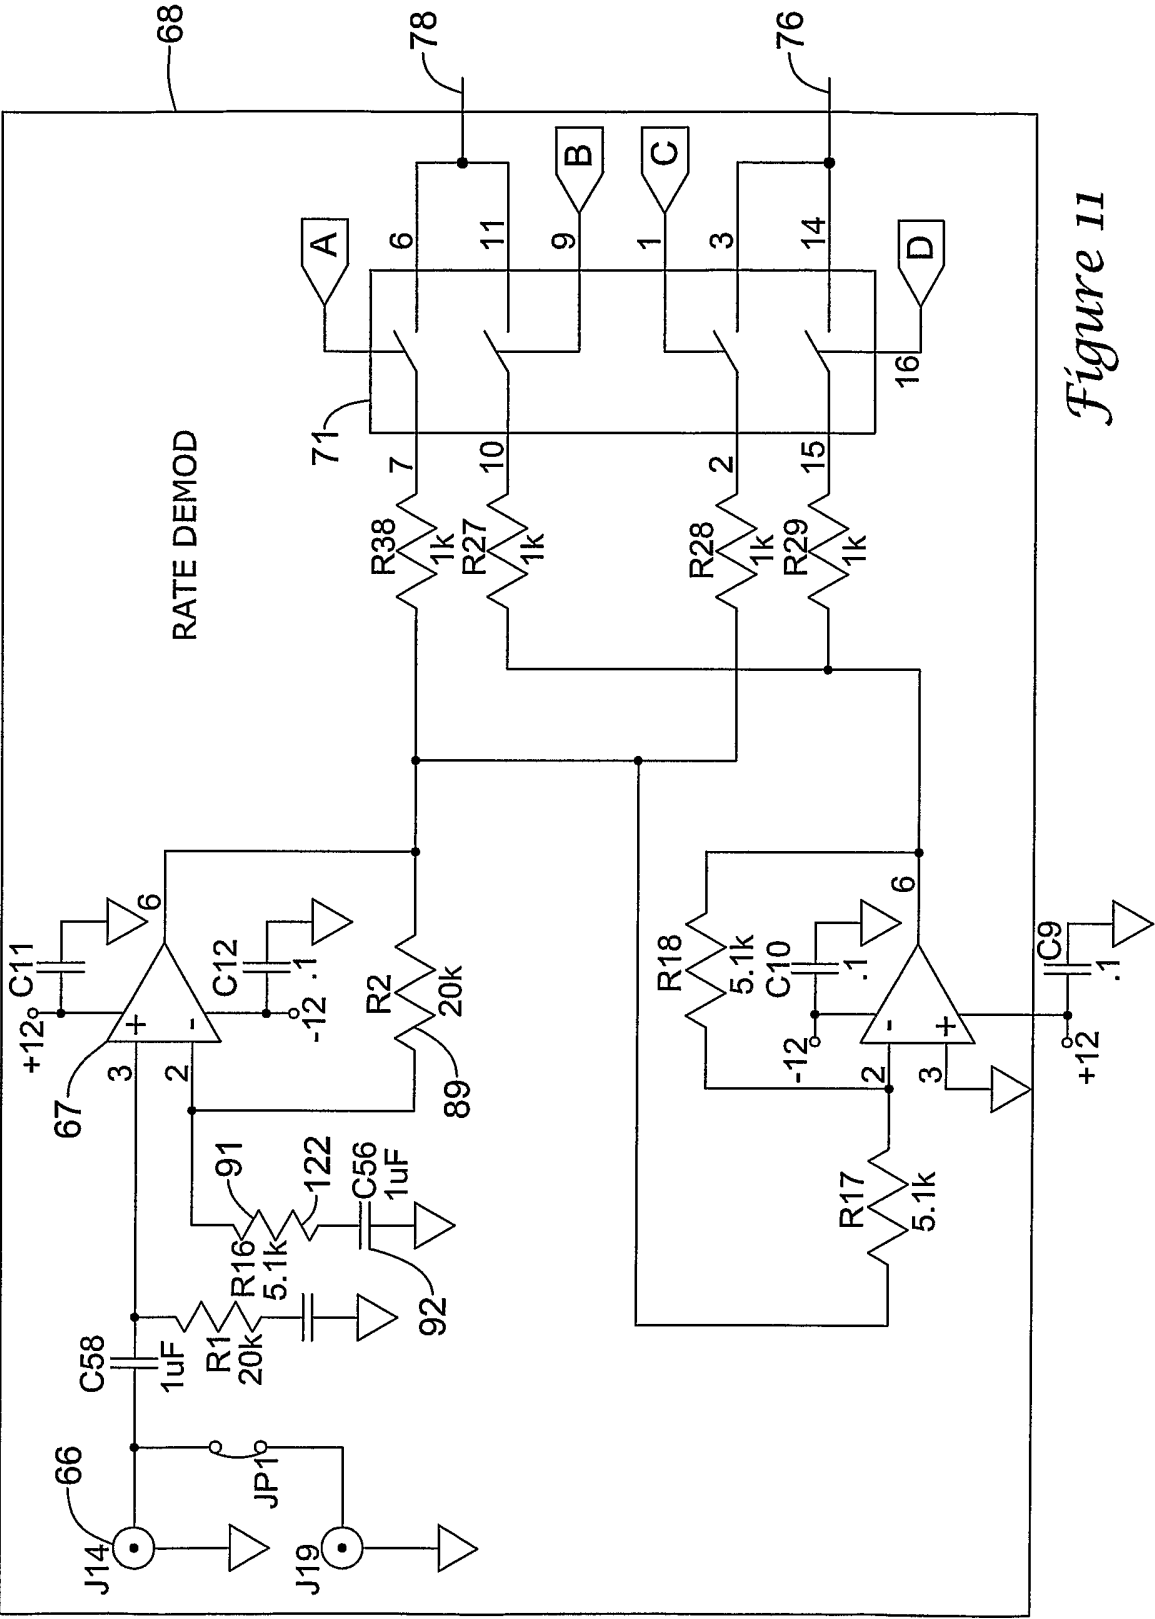 68
78
76
RATE DEMOD
71
A
B
C
D
6
11
9
1
3
14
16
7
10
2
15
R38
1k
R27
1k
R28
1k
R29
1k
+12
C11
67
+
-
3
2
6
C12
.1
-12
R2
20k
89
91
122
R16
5.1k
C56
1uF
92
C58
1uF
R1
20k
66
J14
JP1
J19
R18
5.1k
C10
.1
-12
-
+
2
3
6
R17
5.1k
C9
.1
+12
Figure 11